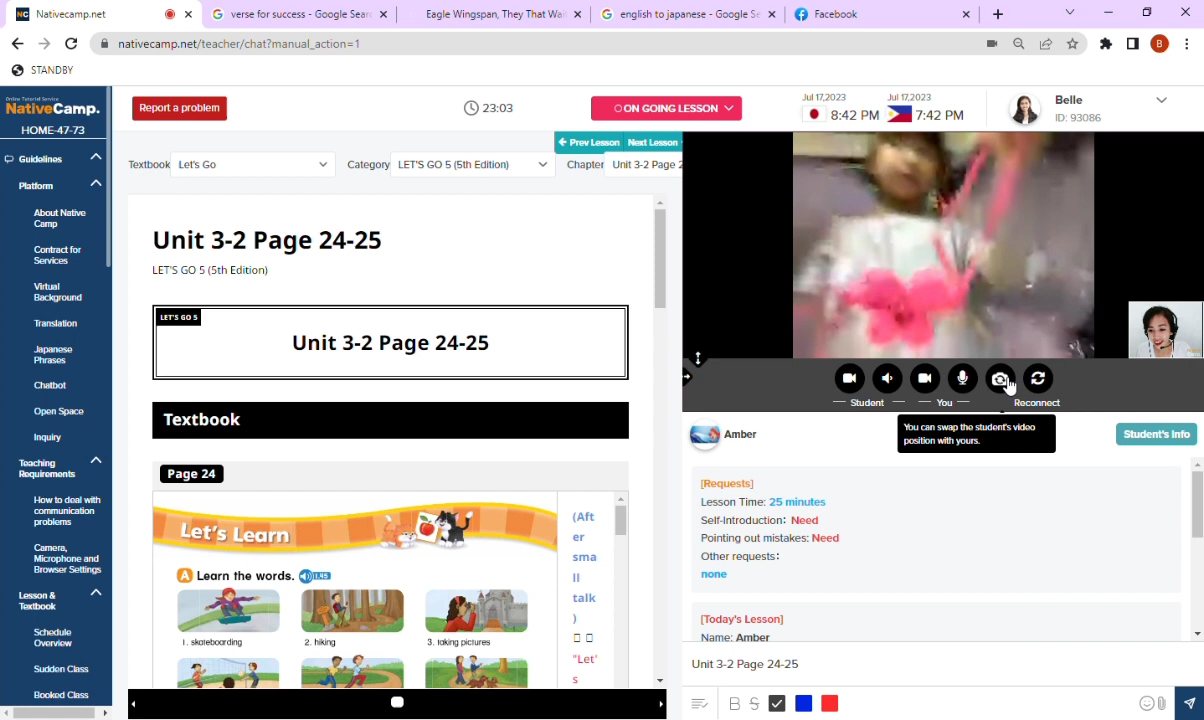 Nativecamp.net
verse for success - Google Searc
Eagle Wingspan, They That Wai
english to japanese - Google Se
Facebook
nativecamp.net/teacher/chat?manual_action=1
B
STANDBY
Online Tutorial Service
NativeCamp.
HOME-47-73
Guidelines
Platform
About Native
Camp
Contract for
Services
Virtual
Background
Translation
Japanese
Phrases
Chatbot
Open Space
Inquiry
Teaching
Requirements
How to deal with
communication
problems
Camera,
Microphone and
Browser Settings
Lesson &
Textbook
Schedule
Overview
Sudden Class
Booked Class
Report a problem
23:03
ON GOING LESSON
Jul 17,2023
8:42 PM
Jul 17,2023
7:42 PM
Belle
ID: 93086
Prev Lesson
Next Lesson
Textbook
Let's Go
Category
LET'S GO 5 (5th Edition)
Chapter
Unit 3-2 Page 2
Unit 3-2 Page 24-25
LET'S GO 5 (5th Edition)
LET'S GO 5
Unit 3-2 Page 24-25
Textbook
Page 24
Let's Learn
A Learn the words.
1. skateboarding
2. hiking
3. taking pictures
(Aft
er
sma
ll
talk
)
"Let'
s
Student
You
Reconnect
You can swap the student's video
position with yours.
Amber
Student's Info
[Requests]
Lesson Time: 25 minutes
Self-Introduction: Need
Pointing out mistakes: Need
Other requests:
none
[Today's Lesson]
Name: Amber
Unit 3-2 Page 24-25
B S